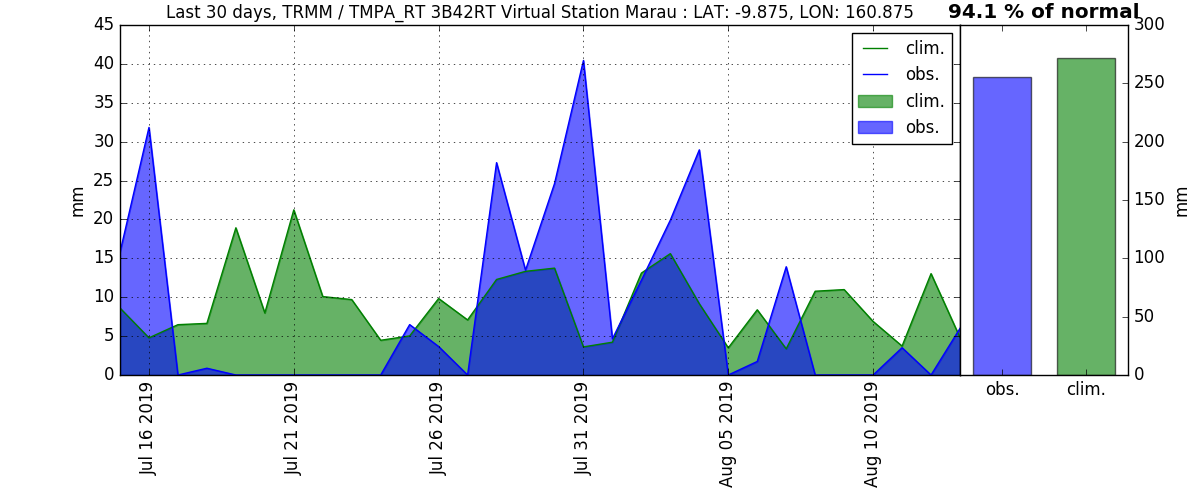 Last 30 days, TRMM / TMPA_RT 3B42RT Virtual Station Marau : LAT: -9.875, LON: 160.875
94.1 % of normal
45
40
35
30
25
20
15
10
5
0
mm
clim.
obs.
clim.
obs.
300
250
200
150
100
50
0
mm
Jul 16 2019
Jul 21 2019
Jul 26 2019
Jul 31 2019
Aug 05 2019
Aug 10 2019
obs.
clim.